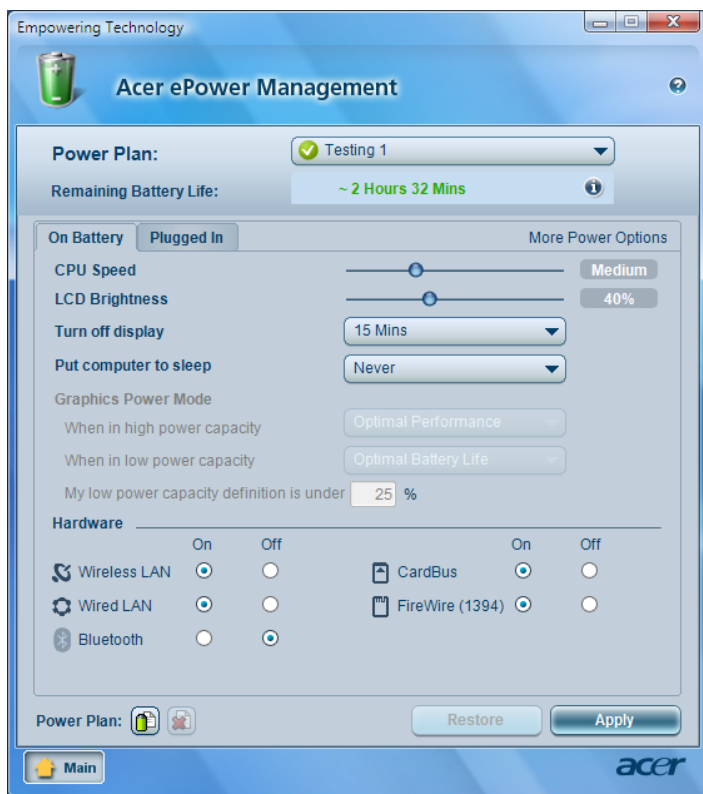 Empowering Technology
Acer ePower Management
Power Plan: Testing 1
Remaining Battery Life: ~ 2 Hours 32 Mins
On Battery Plugged In More Power Options
CPU Speed Medium
LCD Brightness 40%
Turn off display 15 Mins
Put computer to sleep Never
Graphics Power Mode
When in high power capacity Optimal Performance
When in low power capacity Optimal Battery Life
My low power capacity definition is under 25 %
Hardware
On Off On Off
Wireless LAN CardBus
Wired LAN FireWire (1394)
Bluetooth
Power Plan: Restore Apply
Main acer